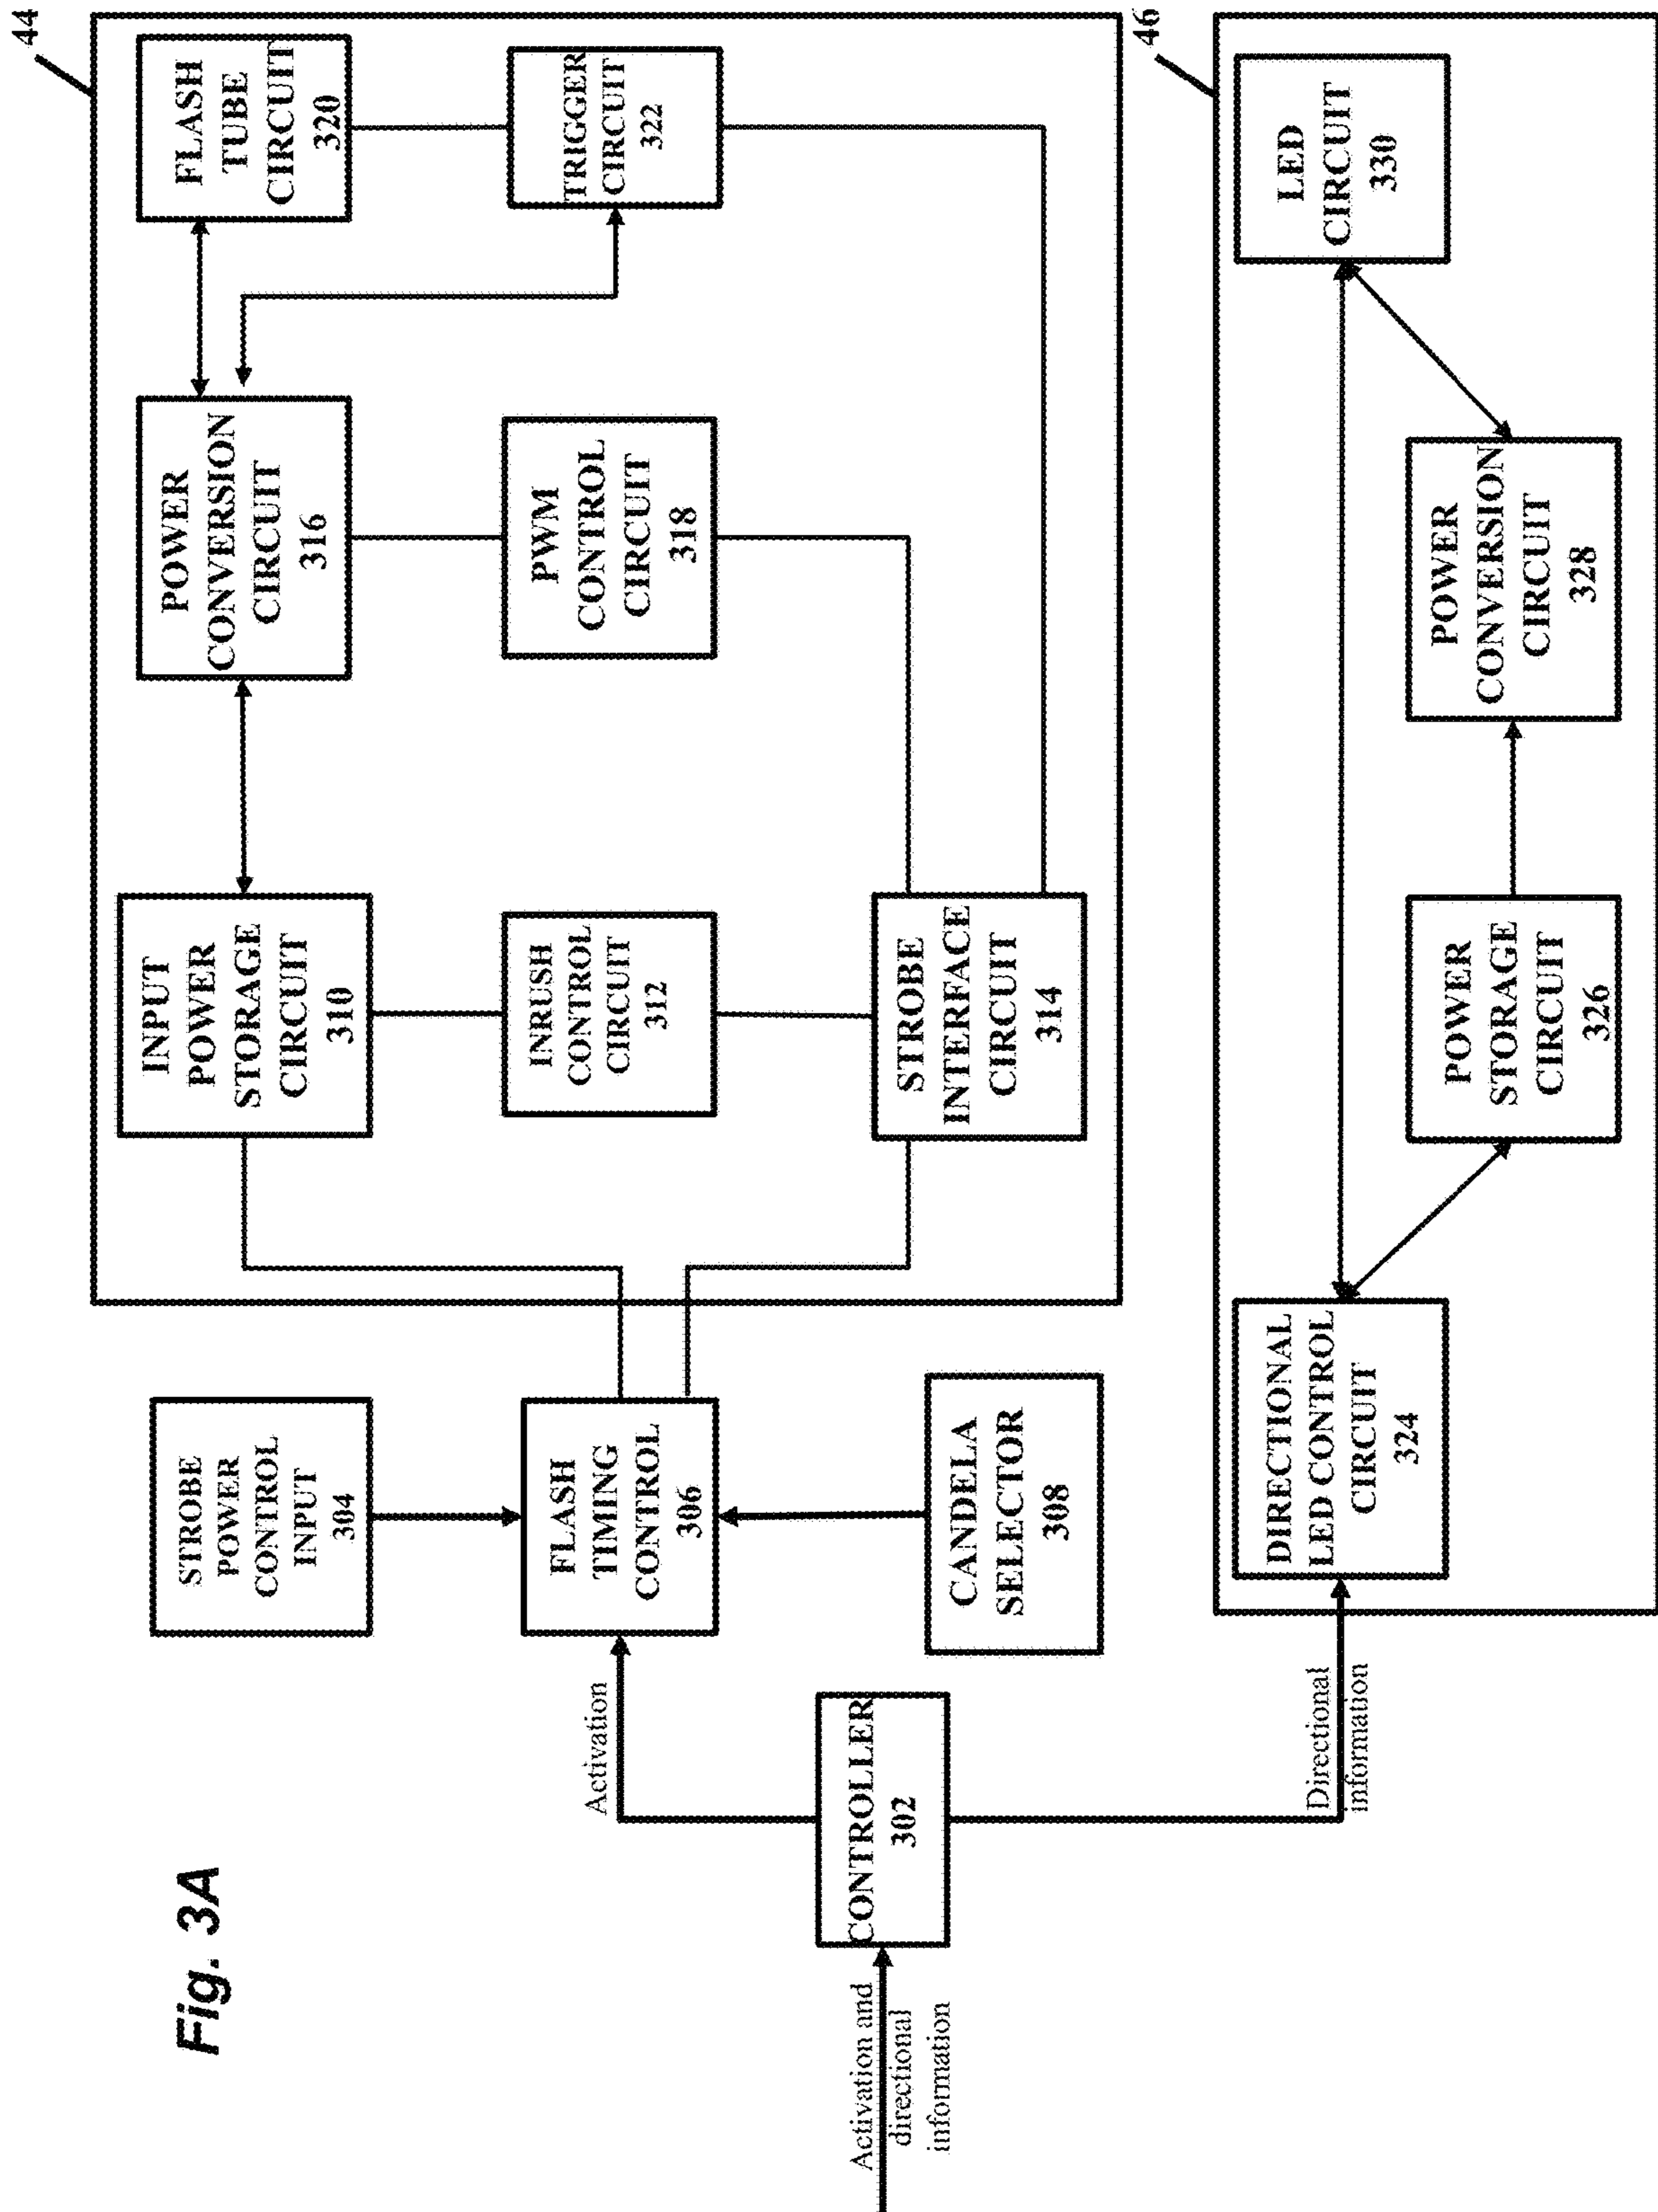 Fig. 3A
Activation and
directional
information
CONTROLLER
302
Activation
Directional
information
STROBE
POWER
CONTROL
INPUT
304
FLASH
TIMING
CONTROL
306
CANDELA
SELECTOR
308
44
INPUT
POWER
STORAGE
CIRCUIT
310
INRUSH
CONTROL
CIRCUIT
312
STROBE
INTERFACE
CIRCUIT
314
POWER
CONVERSION
CIRCUIT
316
PWM
CONTROL
CIRCUIT
318
FLASH
TUBE
CIRCUIT
320
TRIGGER
CIRCUIT
322
46
DIRECTIONAL
LED CONTROL
CIRCUIT
324
POWER
STORAGE
CIRCUIT
326
POWER
CONVERSION
CIRCUIT
328
LED
CIRCUIT
330